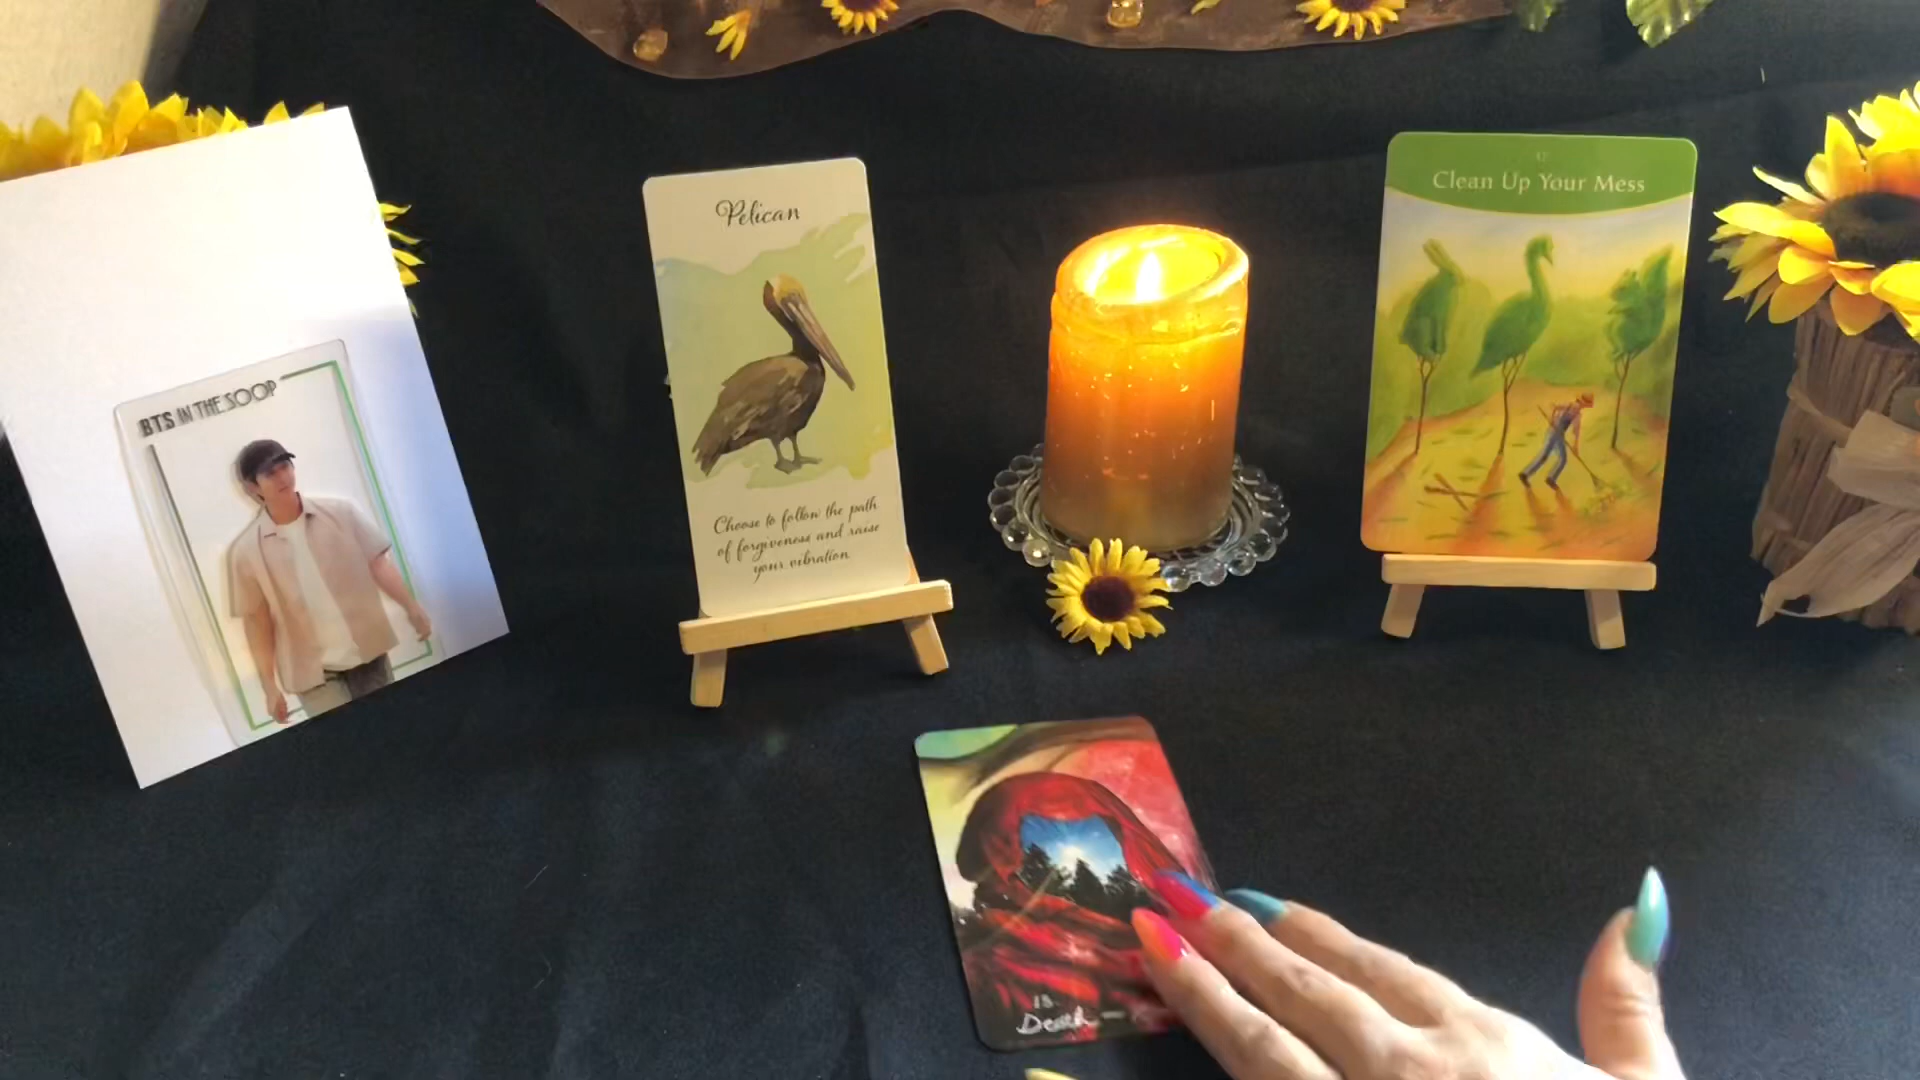 BTS IN THE SOOP
Pelican
Choose to follow the path
of forgiveness and raise
your vibration.
Clean Up Your Mess
13
Death